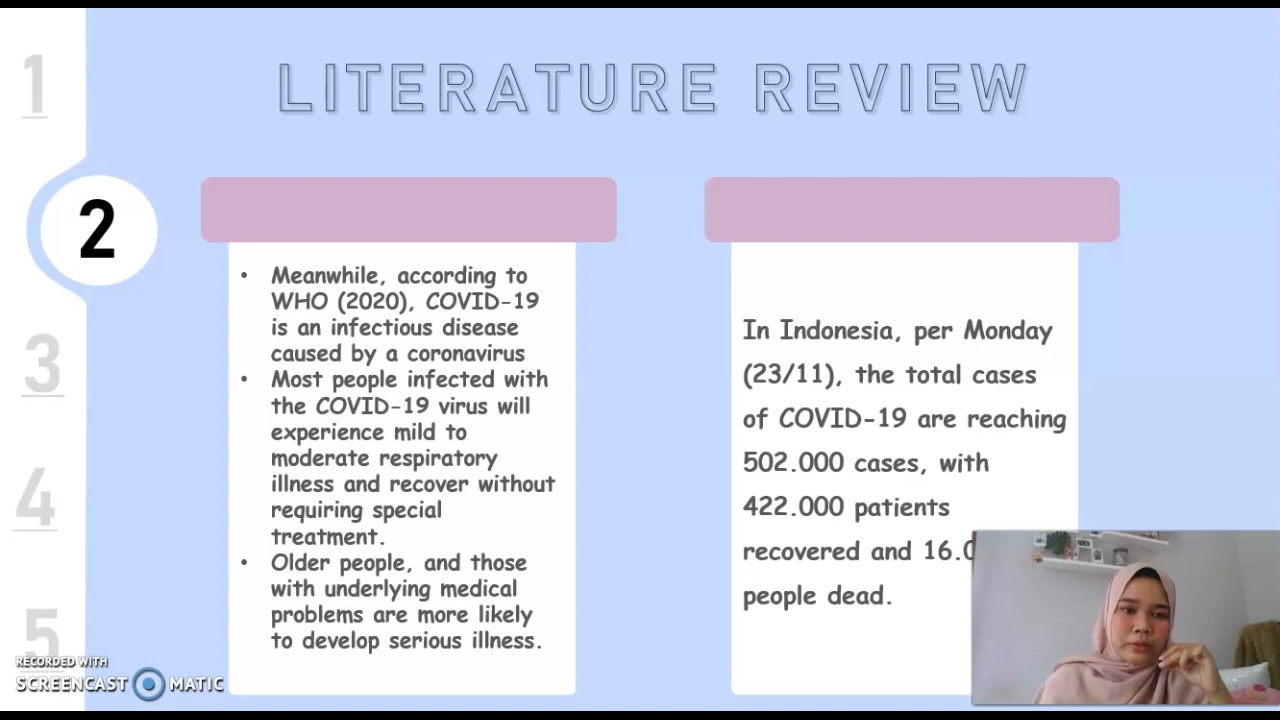 LITERATURE REVIEW
1
2
3
4
5
• Meanwhile, according to
WHO (2020), COVID-19
is an infectious disease
caused by a coronavirus
• Most people infected with
the COVID-19 virus will
experience mild to
moderate respiratory
illness and recover without
requiring special
treatment.
• Older people, and those
with underlying medical
problems are more likely
to develop serious illness.
In Indonesia, per Monday
(23/11), the total cases
of COVID-19 are reaching
502.000 cases, with
422.000 patients
recovered and
people dead.
RECORDED WITH
SCREENCAST MATIC